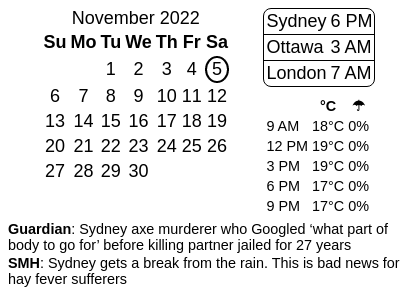 November 2022
Su Mo Tu We Th Fr Sa
1 2 3 4 5
6 7 8 9 10 11 12
13 14 15 16 17 18 19
20 21 22 23 24 25 26
27 28 29 30
Sydney 6 PM
Ottawa 3 AM
London 7 AM
°C ☂
9 AM 18°C 0%
12 PM 19°C 0%
3 PM 19°C 0%
6 PM 17°C 0%
9 PM 17°C 0%
Guardian: Sydney axe murderer who Googled ‘what part of
body to go for’ before killing partner jailed for 27 years
SMH: Sydney gets a break from the rain. This is bad news for
hay fever sufferers